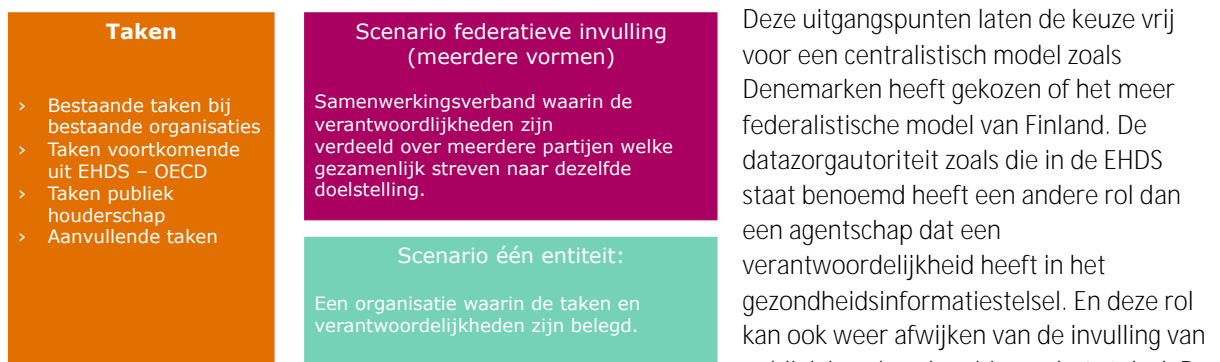 Taken
› Bestaande taken bij
bestaande organisaties
› Taken voortkomende
uit EHDS – OECD
› Taken publiek
houderschap
› Aanvullende taken
Scenario federatieve invulling
(meerdere vormen)
Samenwerkingsverband waarin de
verantwoordlijkheden zijn
verdeeld over meerdere partijen welke
gezamenlijk streven naar dezelfde
doelstelling.
Scenario één entiteit:
Een organisatie waarin de taken en
verantwoordelijkheden zijn belegd.
Deze uitgangspunten laten de keuze vrij
voor een centralistisch model zoals
Denemarken heeft gekozen of het meer
federalistische model van Finland. De
datazorgautoriteit zoals die in de EHDS
staat benoemd heeft een andere rol dan
een agentschap dat een
verantwoordelijkheid heeft in het
gezondheidsinformatiestelsel. En deze rol
kan ook weer afwijken van de invulling van